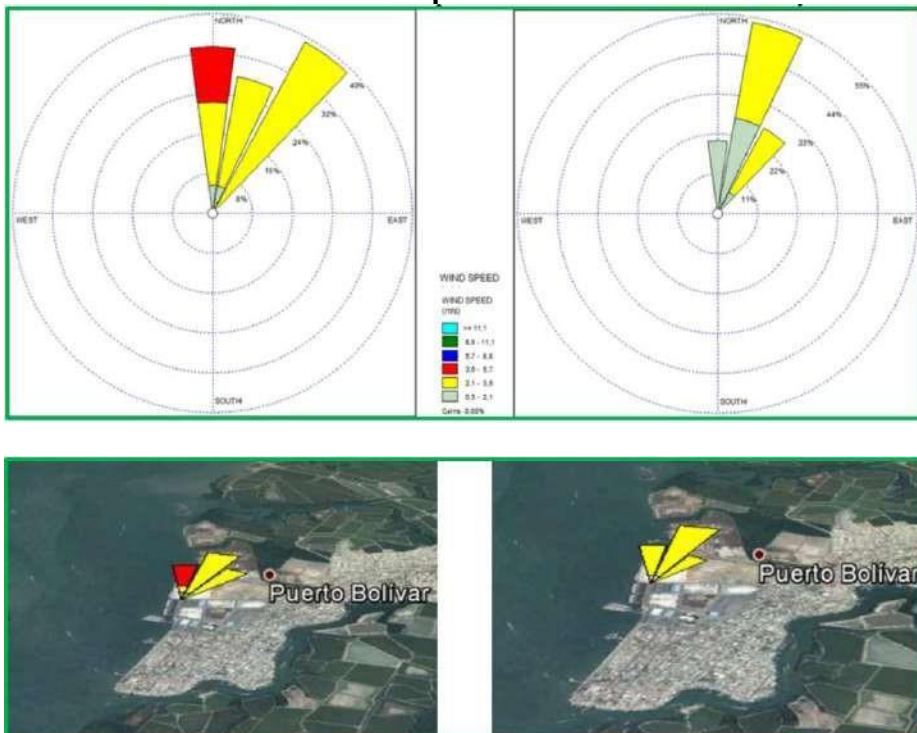 NORTH
40%
32%
24%
16%
8%
WEST
EAST
SOUTH
WIND SPEED
WIND SPEED
(m/s)
>= 11,1
8,8 - 11,1
5,7 - 8,8
3,6 - 5,7
2,1 - 3,6
0,5 - 2,1
Calms: 0.00%
NORTH
55%
44%
33%
22%
11%
WEST
EAST
SOUTH
Puerto Bolívar
Puerto Bolívar